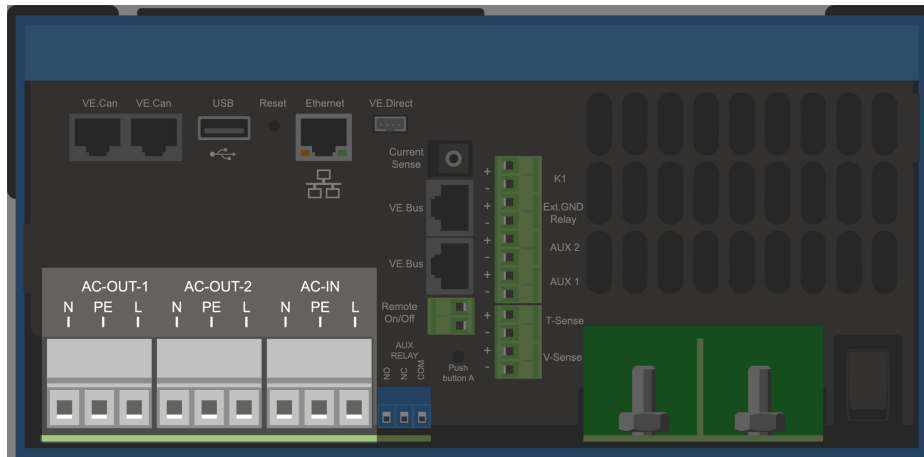 VE.Can VE.Can USB Reset Ethernet VE.Direct
Current
Sense
VE.Bus
VE.Bus
+ K1
-
+ Ext.GND
- Relay
+ AUX 2
-
+ AUX 1
-
AC-OUT-1 AC-OUT-2 AC-IN
N PE L N PE L N PE L
Remote
On/Off
+ T-Sense
-
+ V-Sense
-
AUX
RELAY
NO NC COM
Push
button A